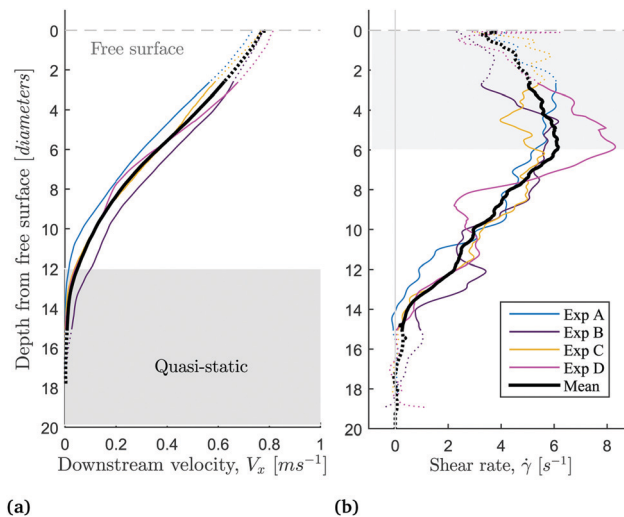 0
Free surface
2
4
6
8
10
12
14
16
18
20
Quasi-static
0
0.2
0.4
0.6
0.8
1
Depth from free surface [diameters]
Downstream velocity, Vₓ [ms⁻¹]
(a)
0
2
4
6
8
10
12
14
16
18
20
Exp A
Exp B
Exp C
Exp D
Mean
0
2
4
6
8
Shear rate, γ̇ [s⁻¹]
(b)